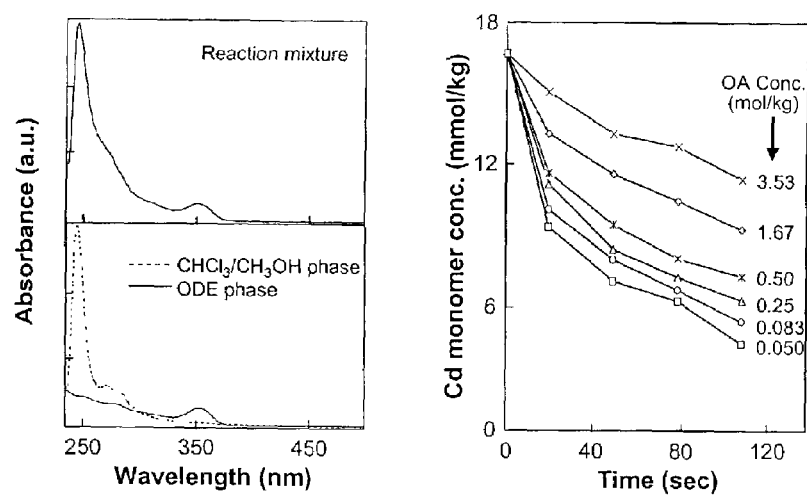 Reaction mixture
CHCl3/CH3OH phase
ODE phase
Absorbance (a.u.)
250 350 450
Wavelength (nm)
18
12
6
0
Cd monomer conc. (mmol/kg)
OA Conc.
(mol/kg)
3.53
1.67
0.50
0.25
0.083
0.050
0 40 80 120
Time (sec)